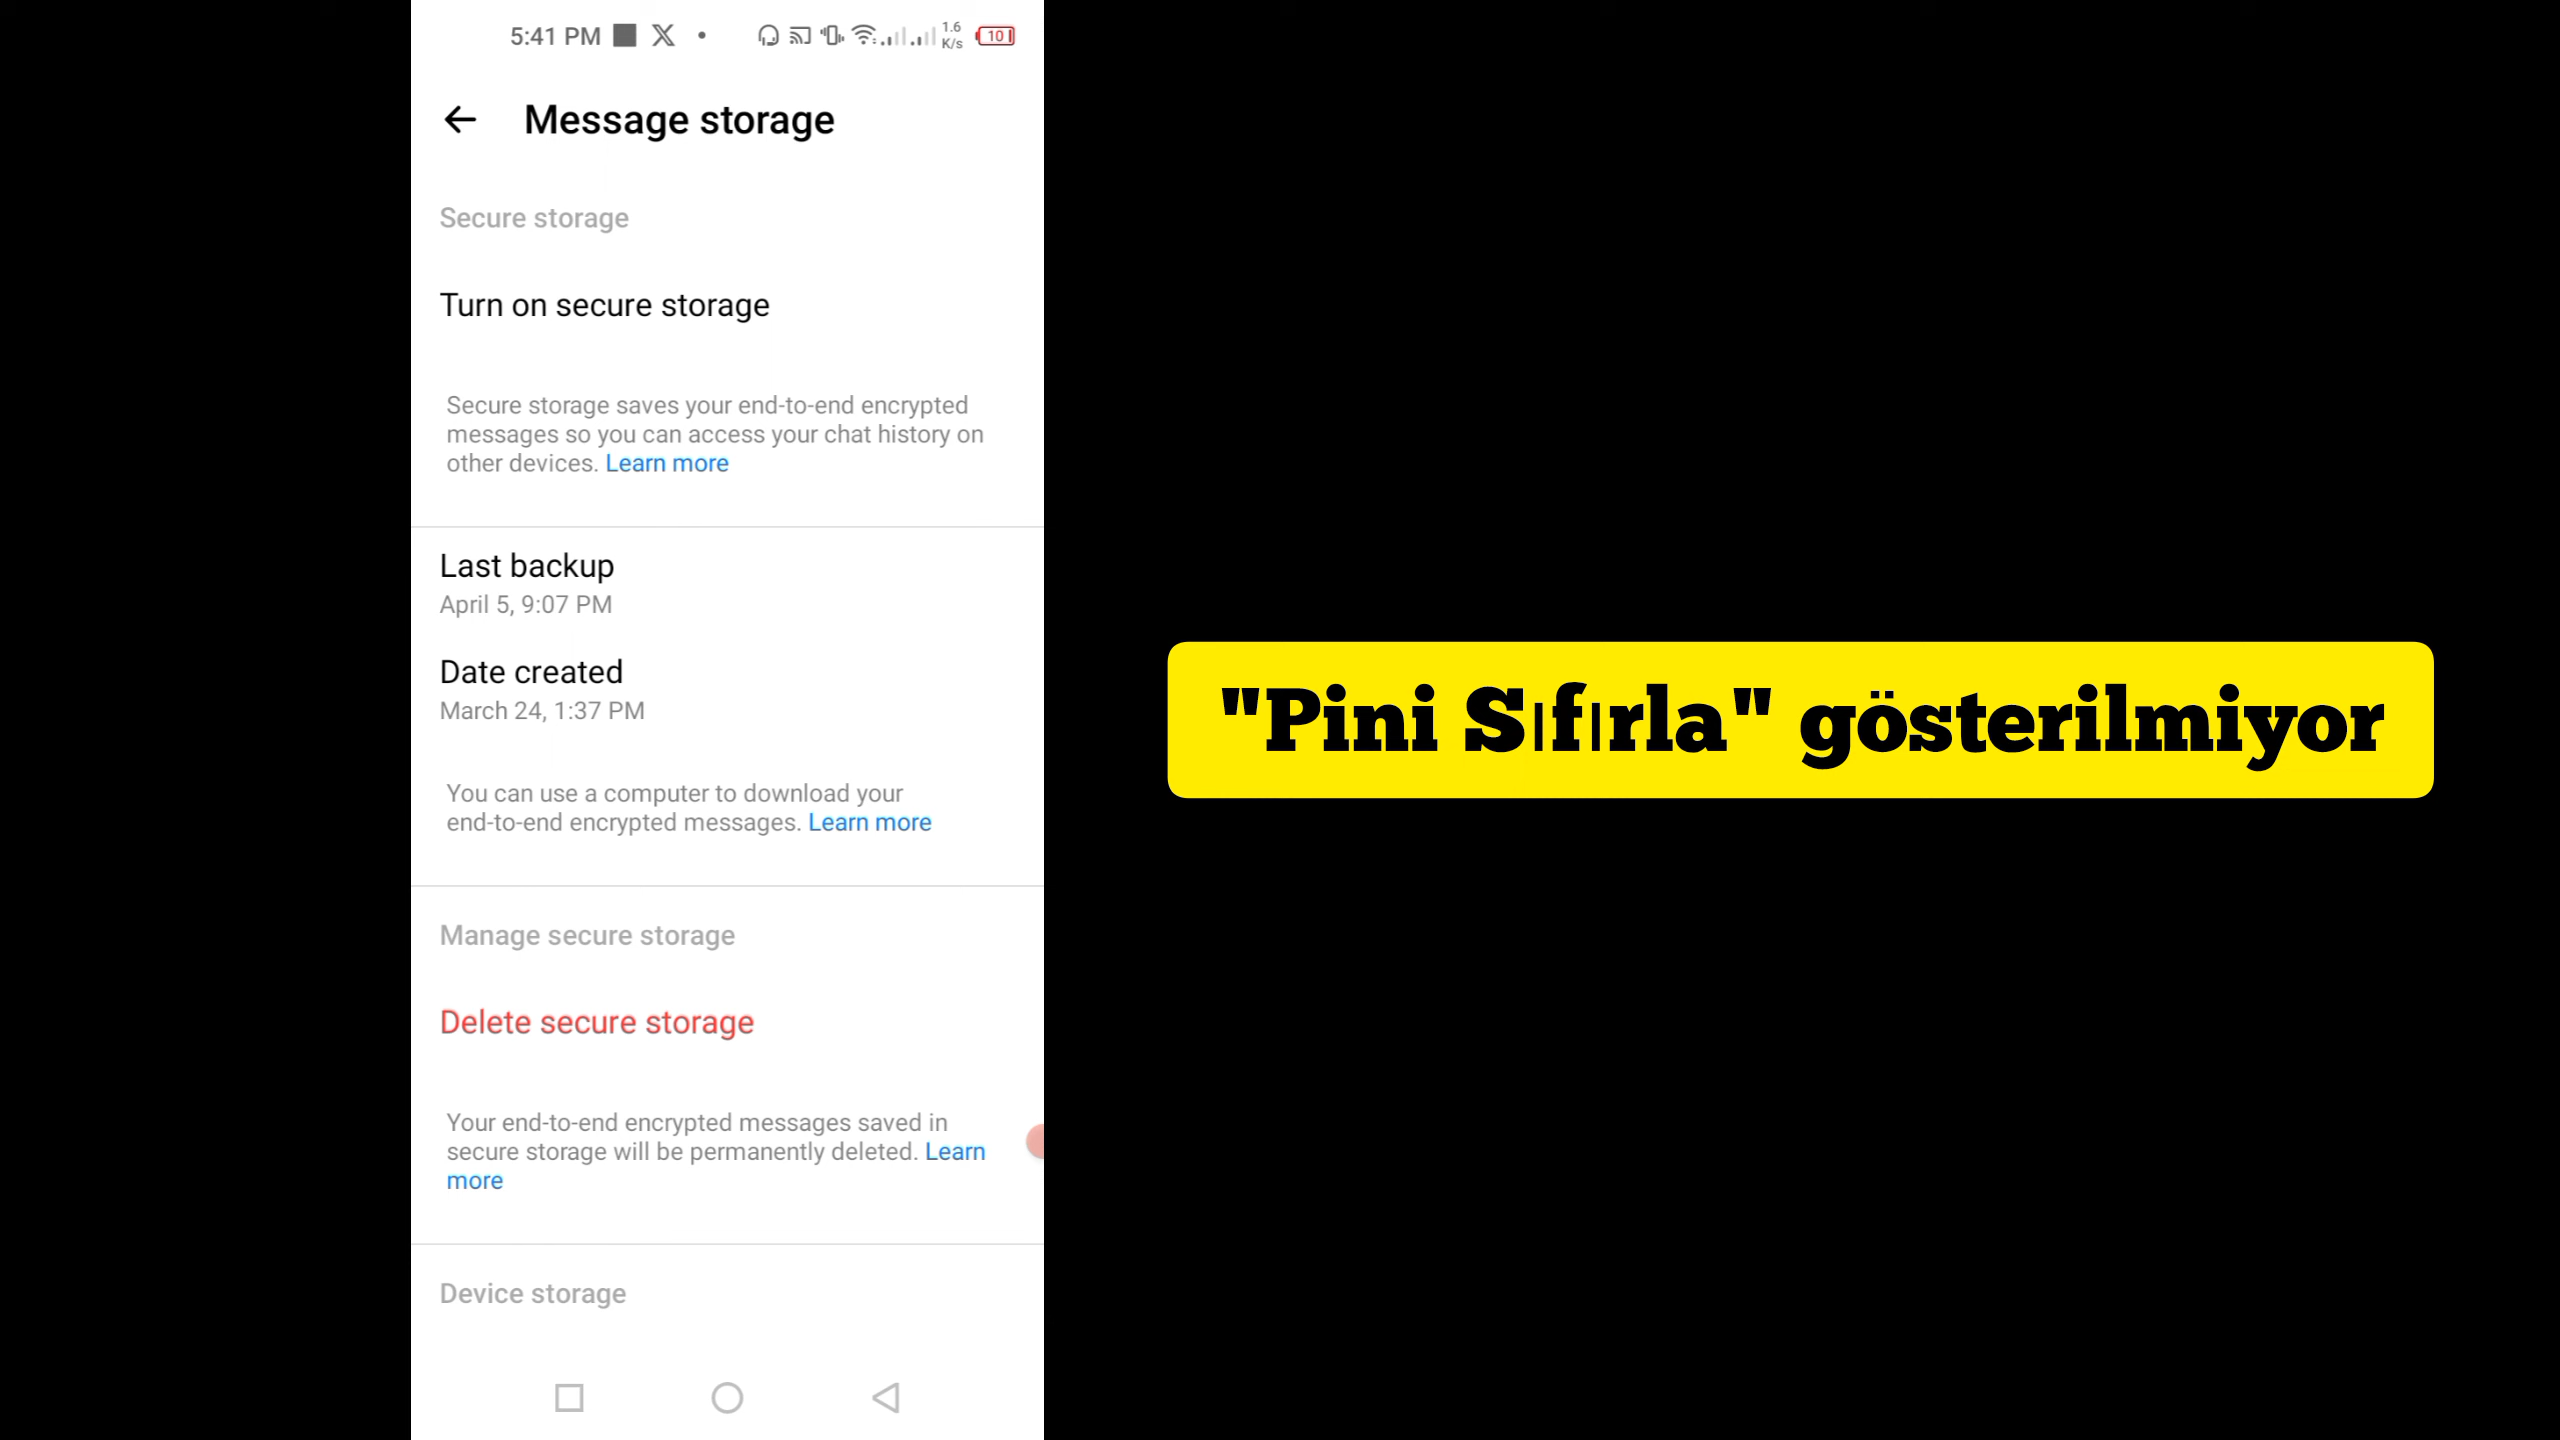 5:41 PM
1.6
K/s
10
Message storage
Secure storage
Turn on secure storage
Secure storage saves your end-to-end encrypted
messages so you can access your chat history on
other devices. Learn more
Last backup
April 5, 9:07 PM
Date created
March 24, 1:37 PM
You can use a computer to download your
end-to-end encrypted messages. Learn more
Manage secure storage
Delete secure storage
Your end-to-end encrypted messages saved in
secure storage will be permanently deleted. Learn
more
Device storage
"Pini Sıfırla" gösterilmiyor